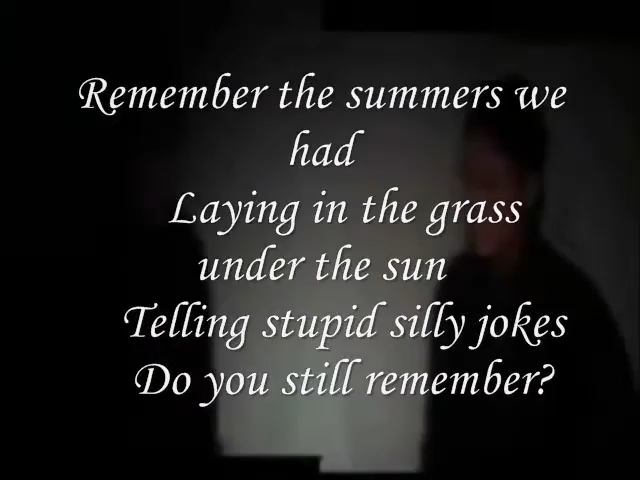 Remember the summers we
had
Laying in the grass
under the sun
Telling stupid silly jokes
Do you still remember?